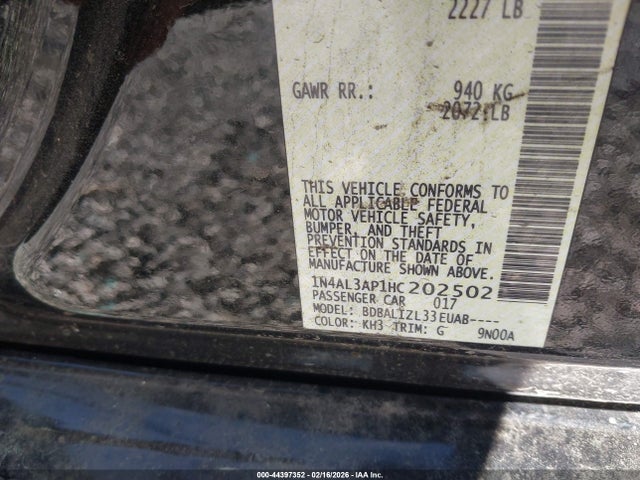 2227 LB
GAWR RR.: 940 KG
2072 LB
THIS VEHICLE CONFORMS TO
ALL APPLICABLE FEDERAL
MOTOR VEHICLE SAFETY,
BUMPER, AND THEFT
PREVENTION STANDARDS IN
EFFECT ON THE DATE OF
MANUFACTURE SHOWN ABOVE.
1N4AL3AP1HC202502
PASSENGER CAR 017
MODEL: BDBALIZL33EUAB----
COLOR: KH3 TRIM: G 9N00A
000-44397352 | 02/16/2026 - IAA Inc.